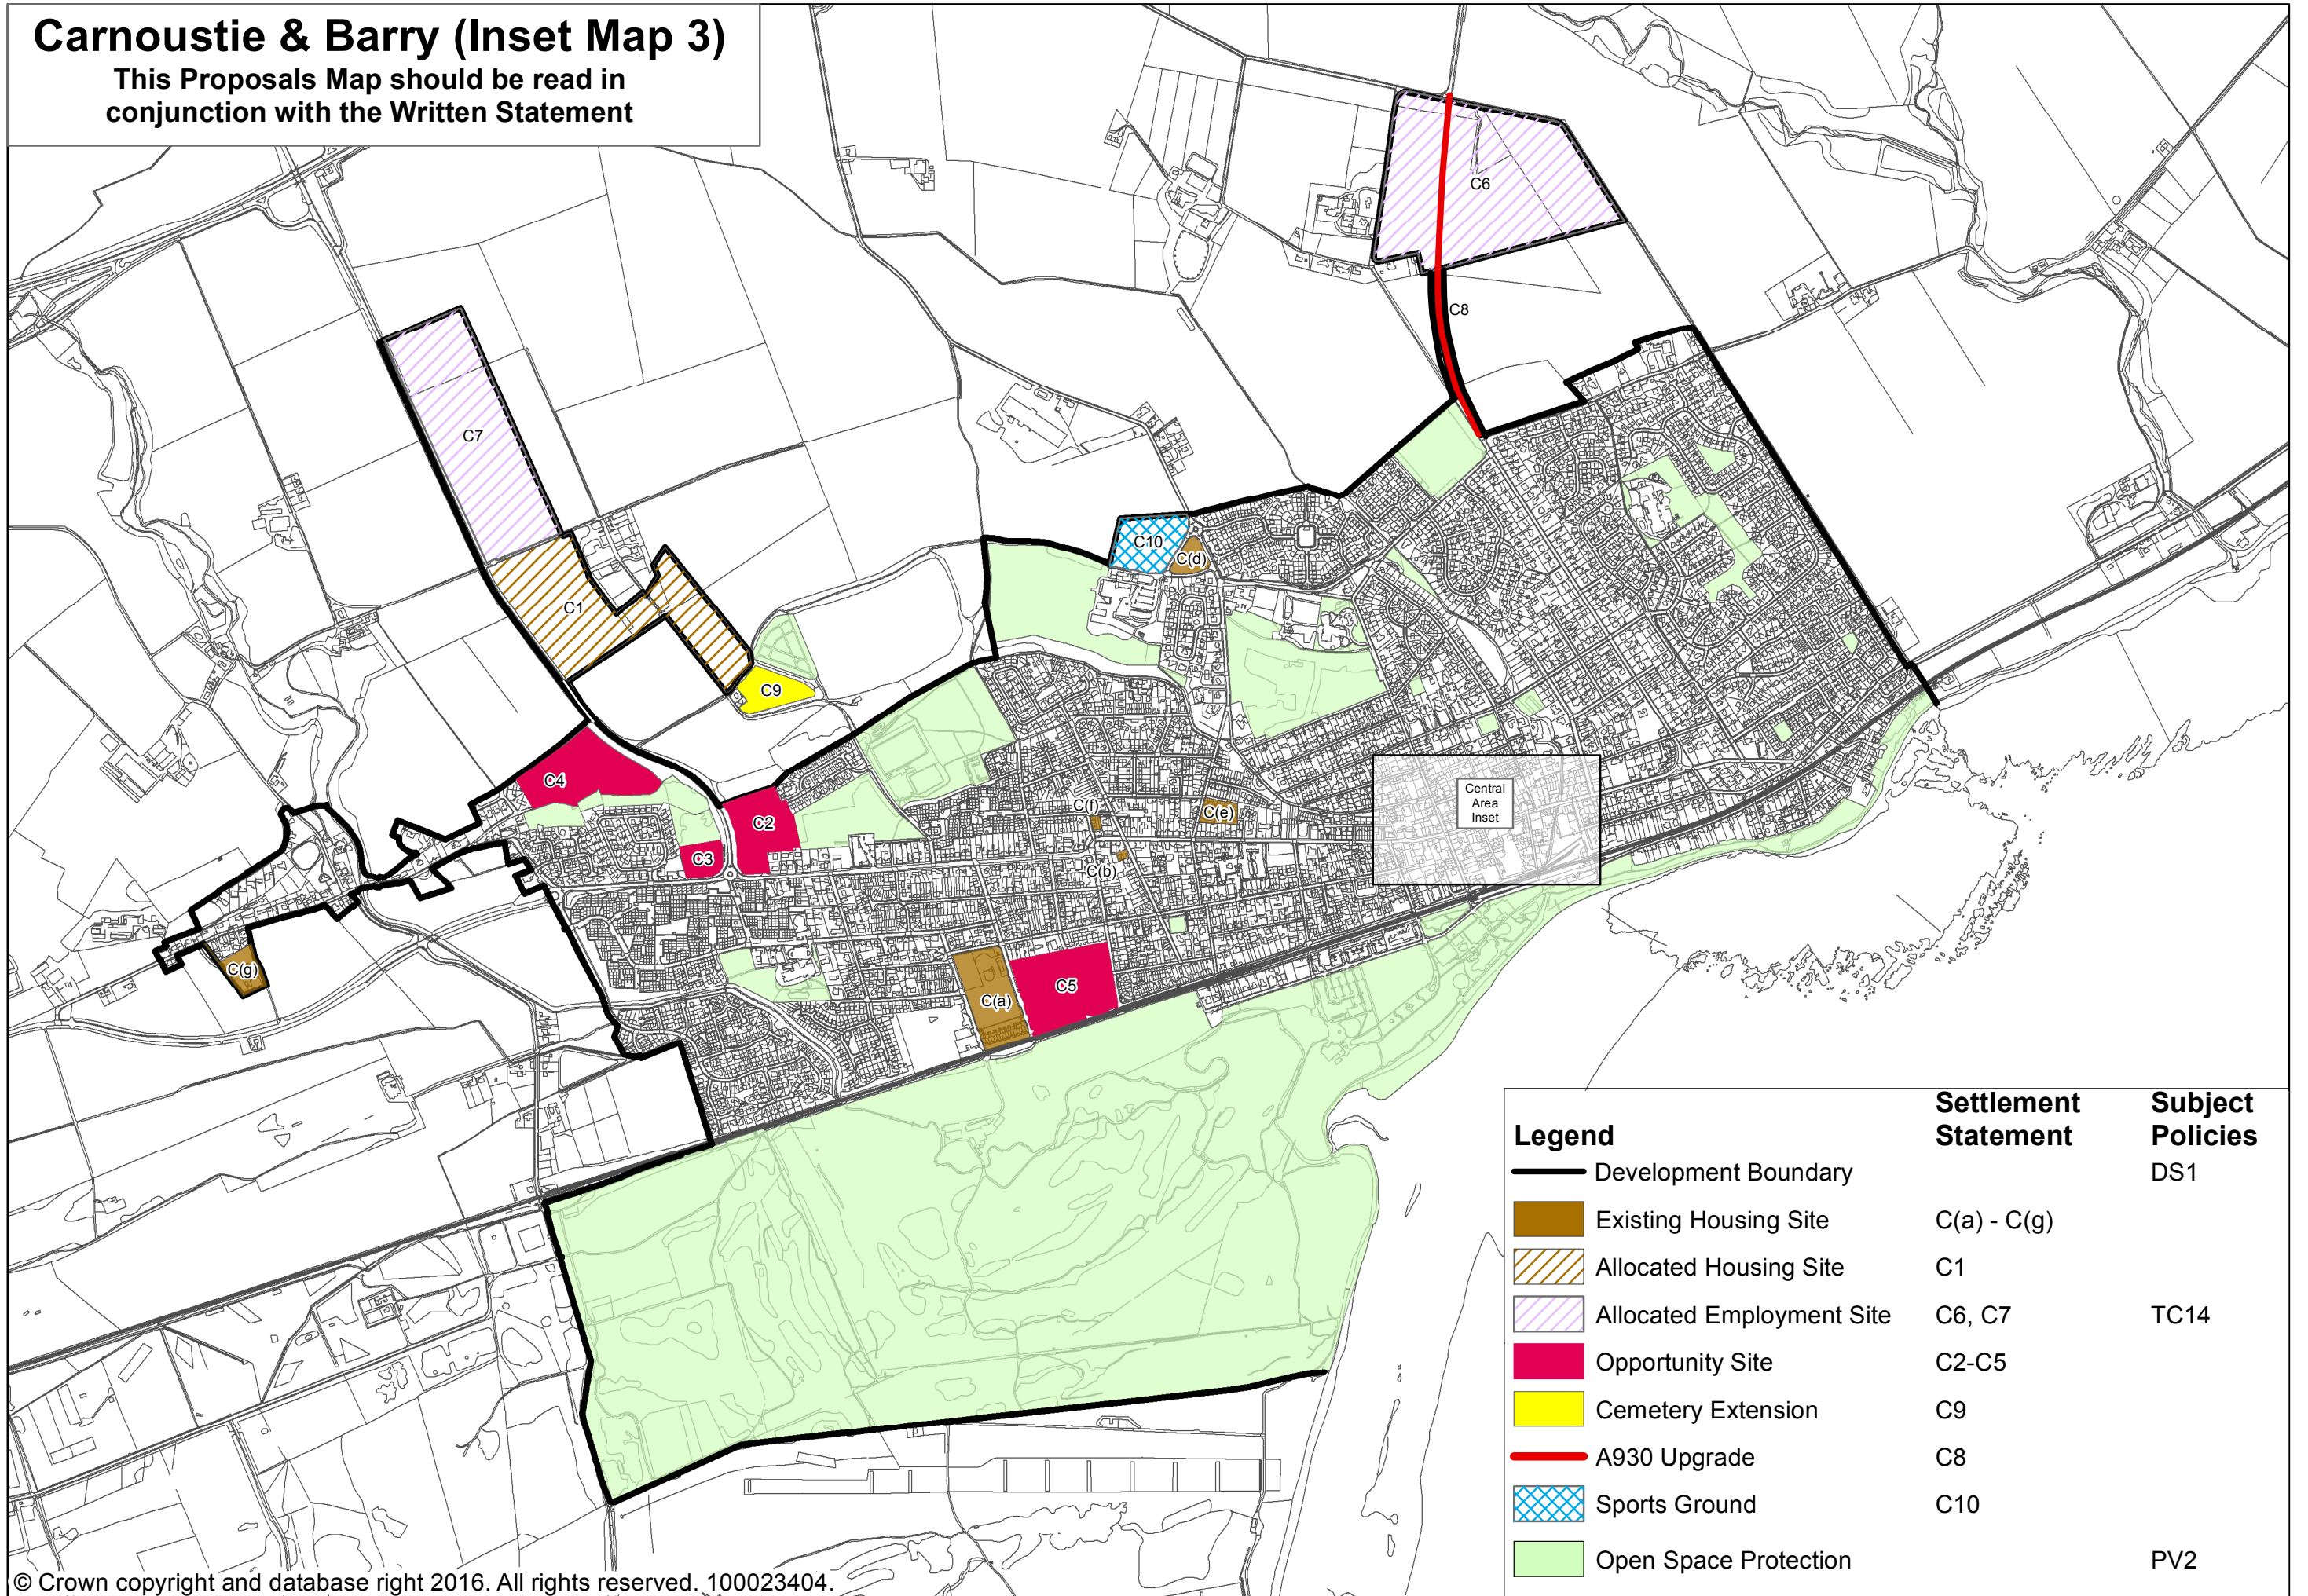 Carnoustie & Barry (Inset Map 3)
This Proposals Map should be read in
conjunction with the Written Statement
C6
C8
C7
C10
C(d)
C1
C9
C4
C2
C3
C(f)
C(e)
C(b)
Central
Area
Inset
C(g)
C(a)
C5
Legend
Settlement
Statement
Subject
Policies
Development Boundary DS1
Existing Housing Site C(a) - C(g)
Allocated Housing Site C1
Allocated Employment Site C6, C7 TC14
Opportunity Site C2-C5
Cemetery Extension C9
A930 Upgrade C8
Sports Ground C10
Open Space Protection PV2
© Crown copyright and database right 2016. All rights reserved. 100023404.